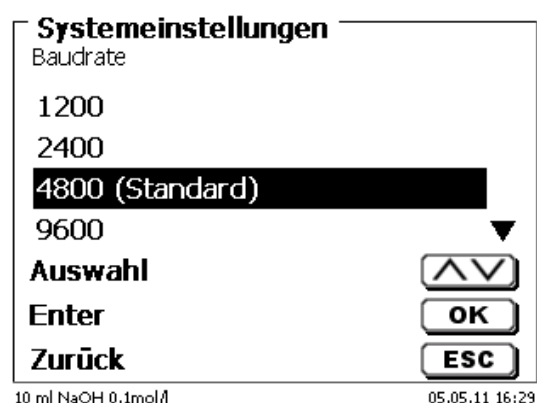 Systemeinstellungen
Baudrate
1200
2400
4800 (Standard)
9600
Auswahl
Enter OK
Zurück ESC
10 ml NaOH 0.1mol/l 05.05.11 16:29